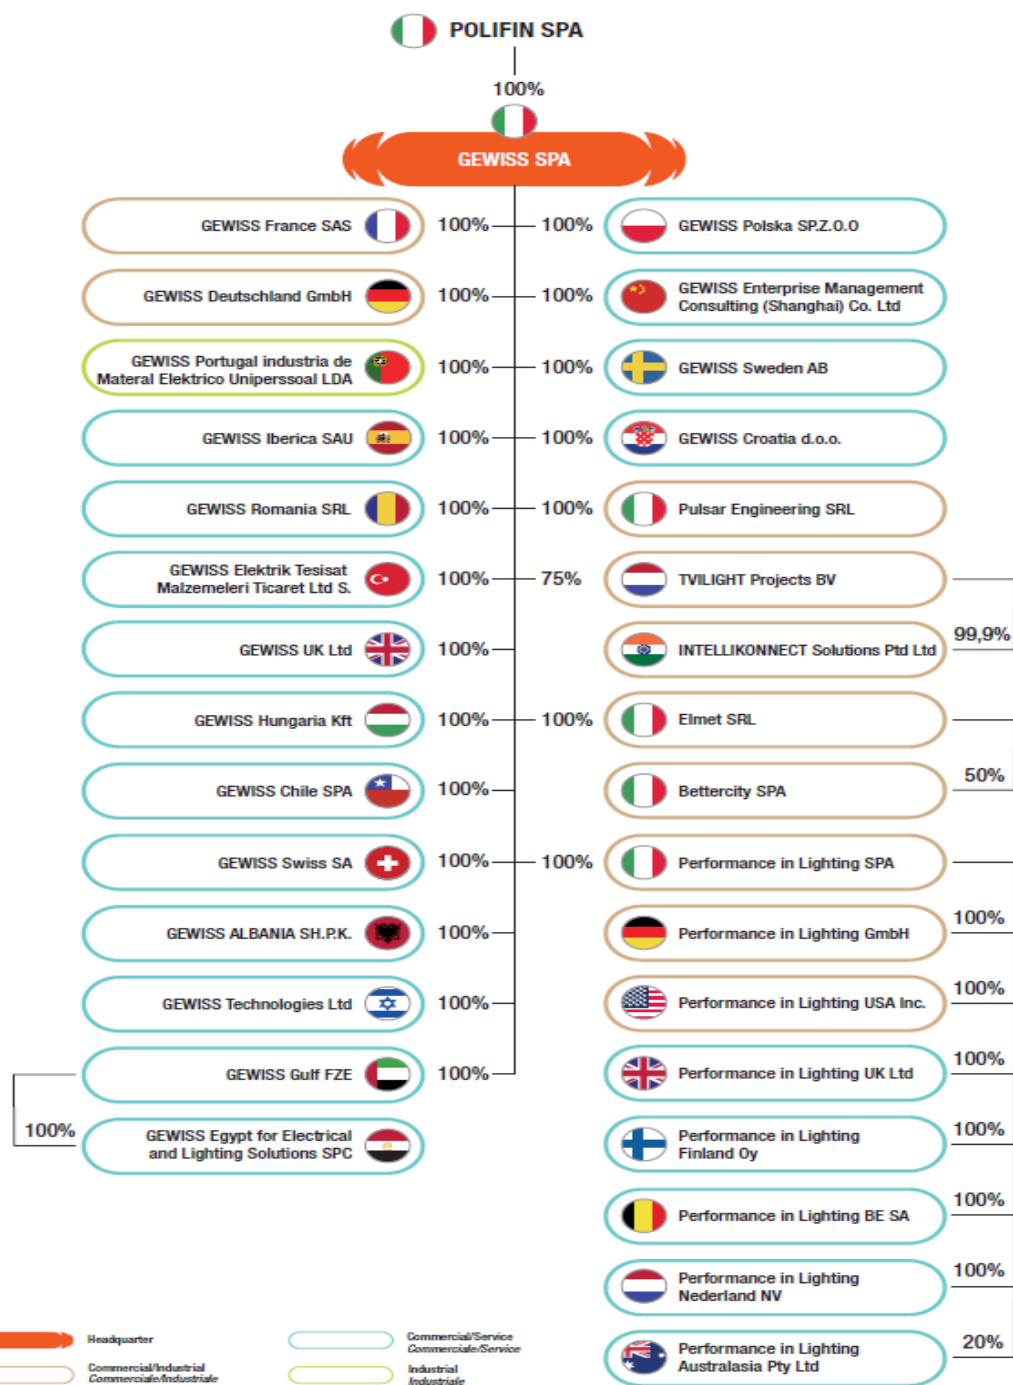 POLIFIN SPA
100%
GEWISS SPA
GEWISS France SAS 100% 100% GEWISS Polska SP.Z.O.O
GEWISS Deutschland GmbH 100% 100% GEWISS Enterprise Management
Consulting (Shanghai) Co. Ltd
GEWISS Portugal industria de
Materal Elektrico Uniperssoal LDA 100% 100% GEWISS Sweden AB
GEWISS Iberica SAU 100% 100% GEWISS Croatia d.o.o.
GEWISS Romania SRL 100% 100% Pulsar Engineering SRL
GEWISS Elektrik Tesisat
Malzemeleri Ticaret Ltd S. 100% 75% TVILIGHT Projects BV
99,9%
GEWISS UK Ltd 100% INTELLIKONNECT Solutions Ptd Ltd
GEWISS Hungaria Kft 100% 100% Elmet SRL
GEWISS Chile SPA 100% Bettercity SPA 50%
GEWISS Swiss SA 100% 100% Performance in Lighting SPA
GEWISS ALBANIA SH.P.K. 100% Performance in Lighting GmbH 100%
GEWISS Technologies Ltd 100% Performance in Lighting USA Inc. 100%
GEWISS Gulf FZE 100% Performance in Lighting UK Ltd 100%
100% GEWISS Egypt for Electrical
and Lighting Solutions SPC
Performance in Lighting
Finland Oy 100%
Performance in Lighting BE SA 100%
Performance in Lighting
Nederland NV 100%
Performance in Lighting
Australasia Pty Ltd 20%
Headquarter
Commercial/Service
Commerciale/Service
Commercial/Industrial
Commerciale/Industriale
Industrial
Industriale